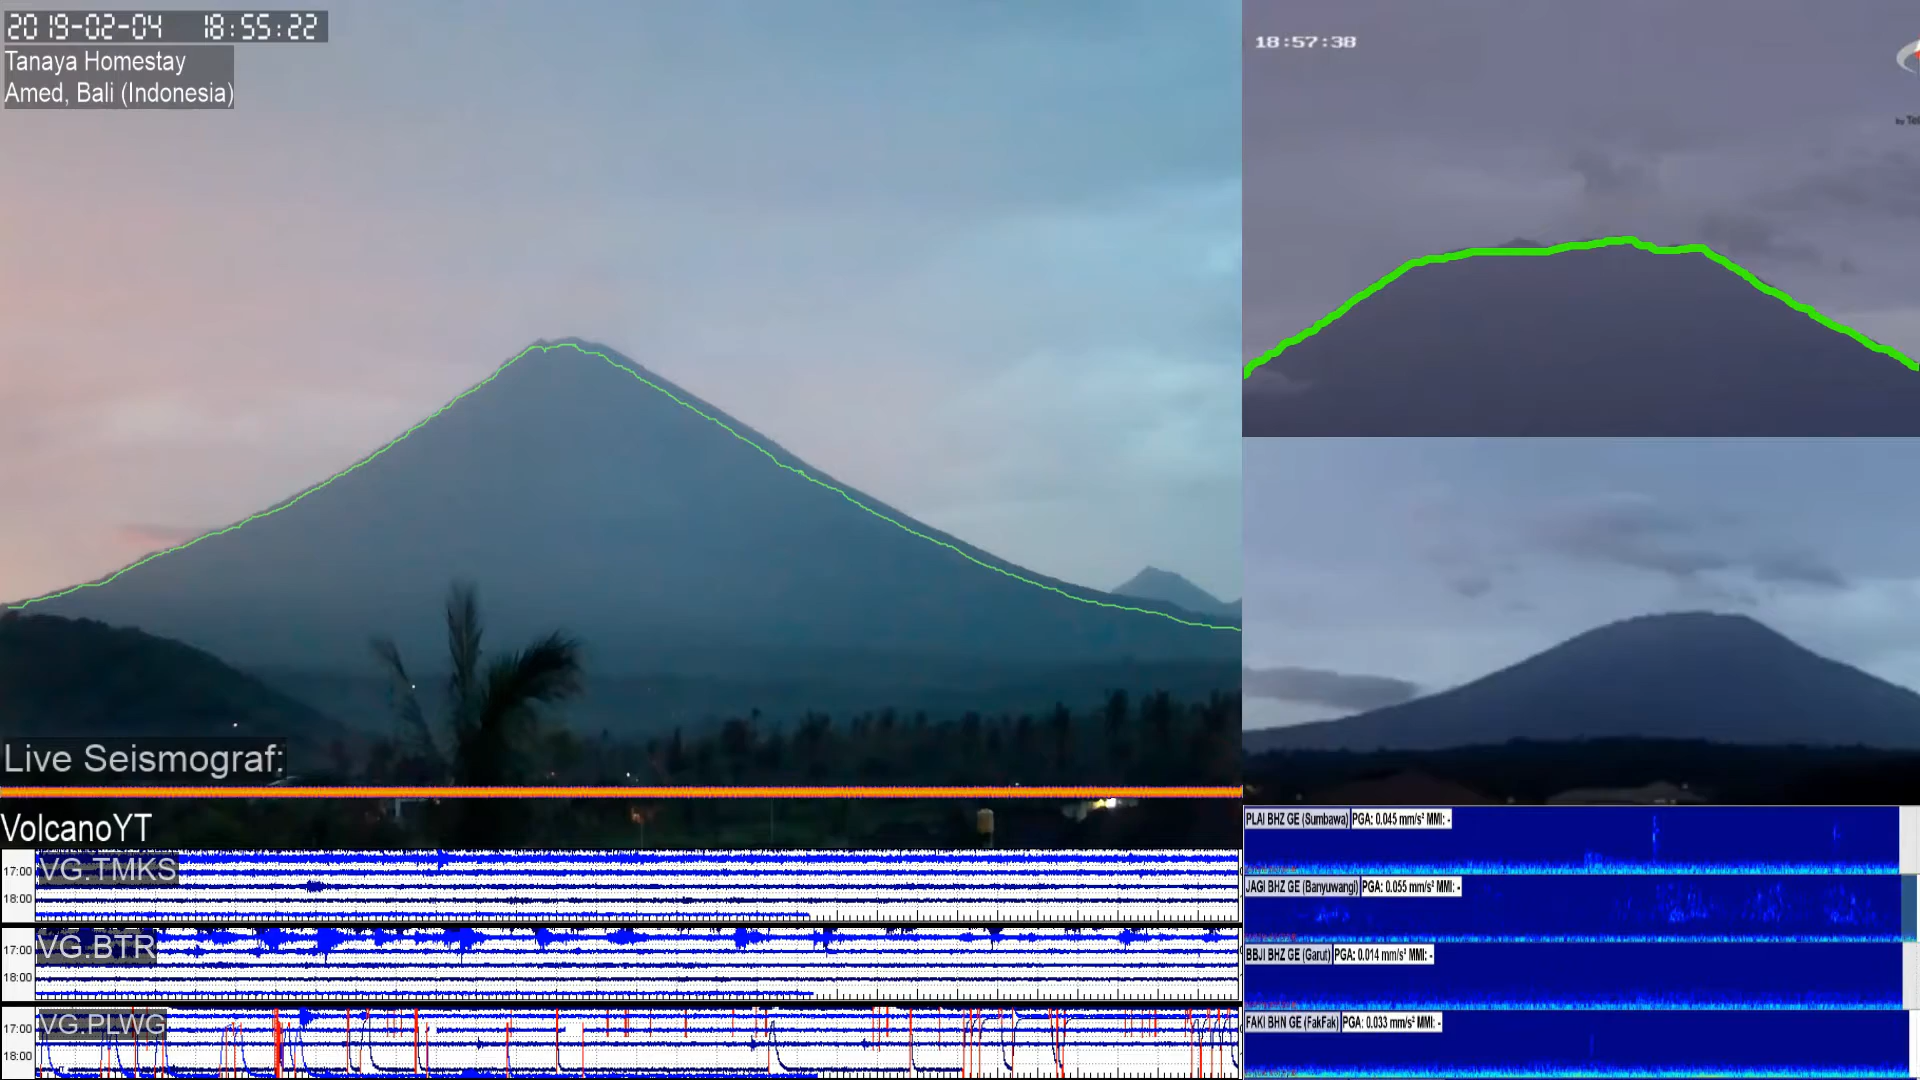 2019-02-04 18:55:22
Tanaya Homestay
Amed, Bali (Indonesia)
18:57:38
Live Seismograf:
VolcanoYT
VG.TMKS
17:00
18:00
VG.BTR
17:00
18:00
VG.PLWG
17:00
18:00
PLAI BHZ GE (Sumbawa) PGA: 0.045 mm/s² MMI: -
JAGI BHZ GE (Banyuwangi) PGA: 0.055 mm/s² MMI: -
BBJI BHZ GE (Garut) PGA: 0.014 mm/s² MMI: -
FAKI BHN GE (FakFak) PGA: 0.033 mm/s² MMI: -